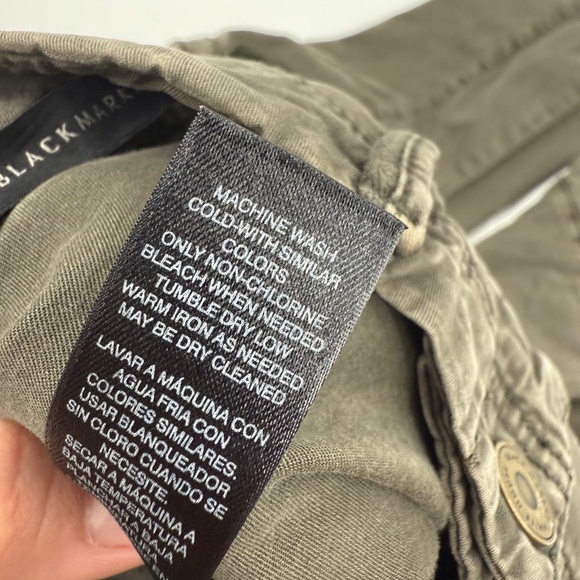 BLACK MARK
MACHINE WASH
COLD-WITH SIMILAR
COLORS
ONLY NON-CHLORINE
BLEACH WHEN NEEDED
TUMBLE DRY LOW
WARM IRON AS NEEDED
MAY BE DRY CLEANED
LAVAR A MÁQUINA CON
AGUA FRIA CON
COLORES SIMILARES.
USAR BLANQUEADOR
SIN CLORO CUANDO SE
NECESITE
SECAR A MÁQUINA A
BAJA TEMPERATURA